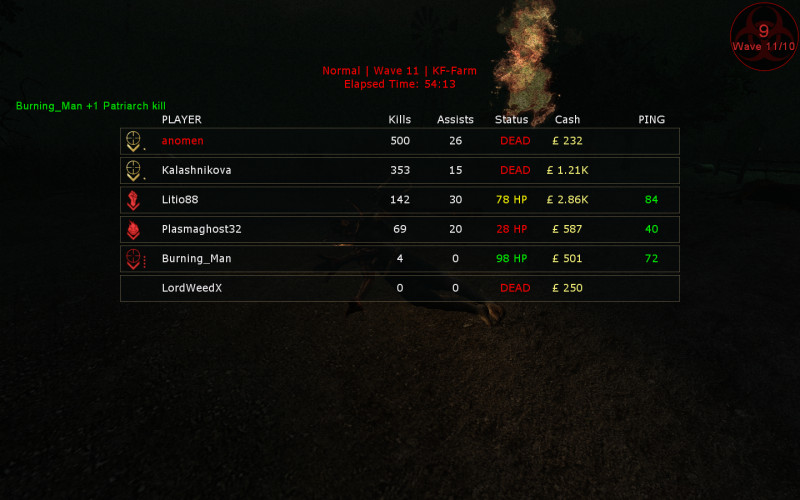 9
Wave 11/10
Normal | Wave 11 | KF-Farm
Elapsed Time: 54:13
Burning_Man +1 Patriarch kill
PLAYER Kills Assists Status Cash PING
anomen 500 26 DEAD £ 232
Kalashnikova 353 15 DEAD £ 1.21K
Litio88 142 30 78 HP £ 2.86K 84
Plasmaghost32 69 20 28 HP £ 587 40
Burning_Man 4 0 98 HP £ 501 72
LordWeedX 0 0 DEAD £ 250